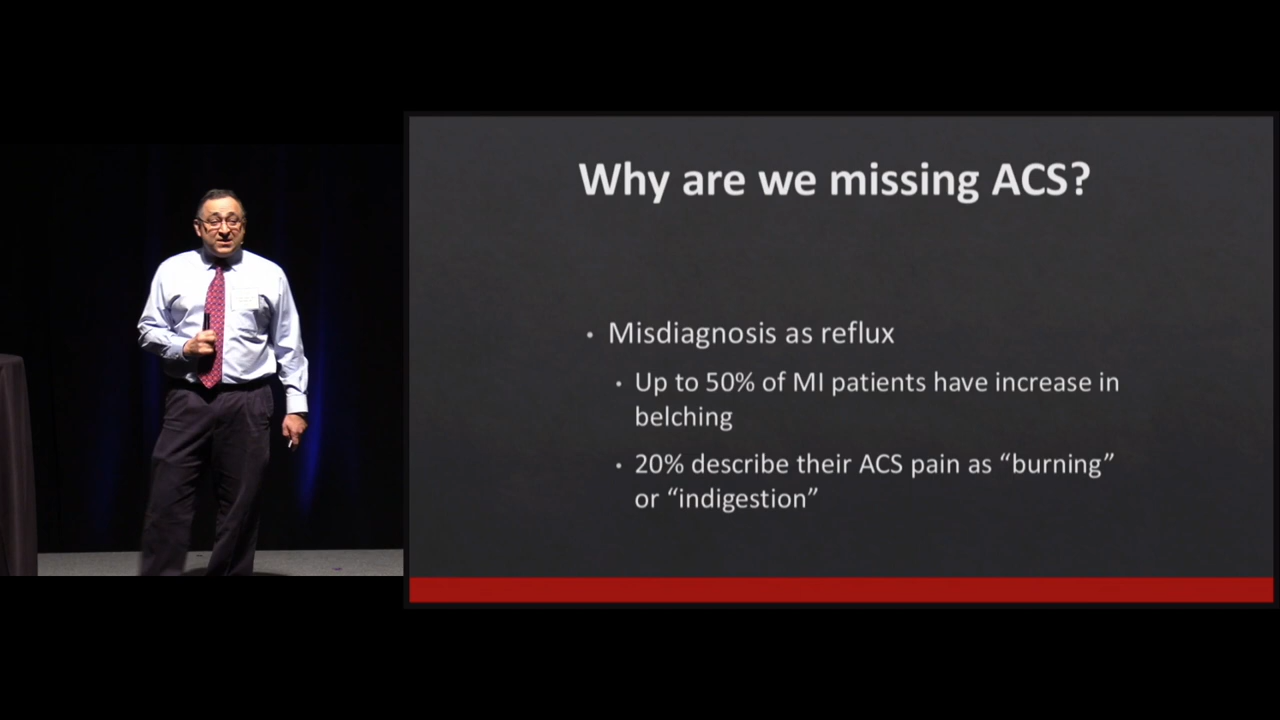 Why are we missing ACS?
• Misdiagnosis as reflux
• Up to 50% of MI patients have increase in
belching
• 20% describe their ACS pain as “burning”
or “indigestion”